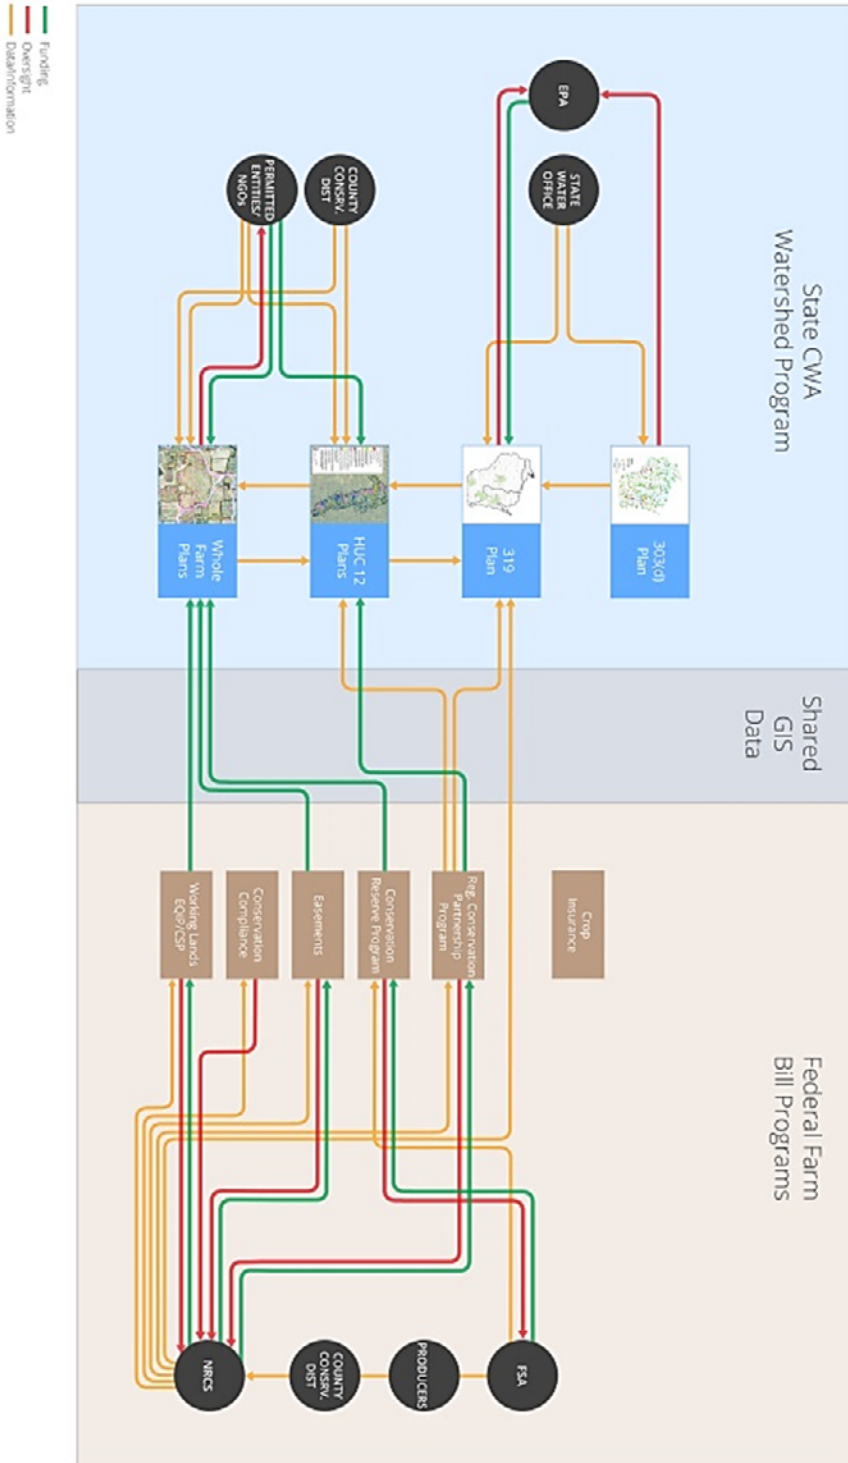 State CWA
Watershed Program
Shared
GIS
Data
Federal Farm
Bill Programs
EPA
STATE
WATER
OFFICE
COUNTY
CONSRV.
DIST
PERMITTED
ENTITIES/
NGOs
303(d)
Plan
319
Plan
HUC 12
Plans
Whole
Farm
Plans
Crop
Insurance
Reg. Conservation
Partnership
Program
Conservation
Reserve Program
Easements
Conservation
Compliance
Working Lands
EQIP/CSP
FSA
PRODUCERS
COUNTY
CONSRV.
DIST
NRCS
Funding
Oversight
Data/Information